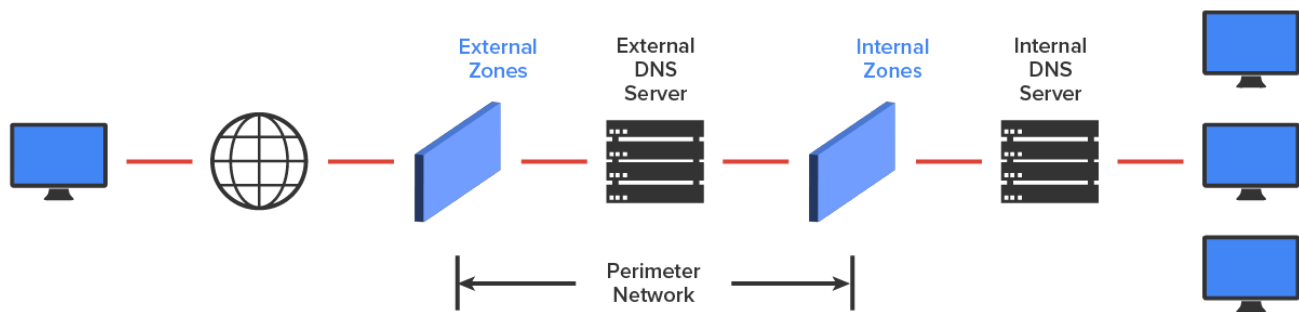 External
Zones
External
DNS
Server
Internal
Zones
Internal
DNS
Server
Perimeter
Network